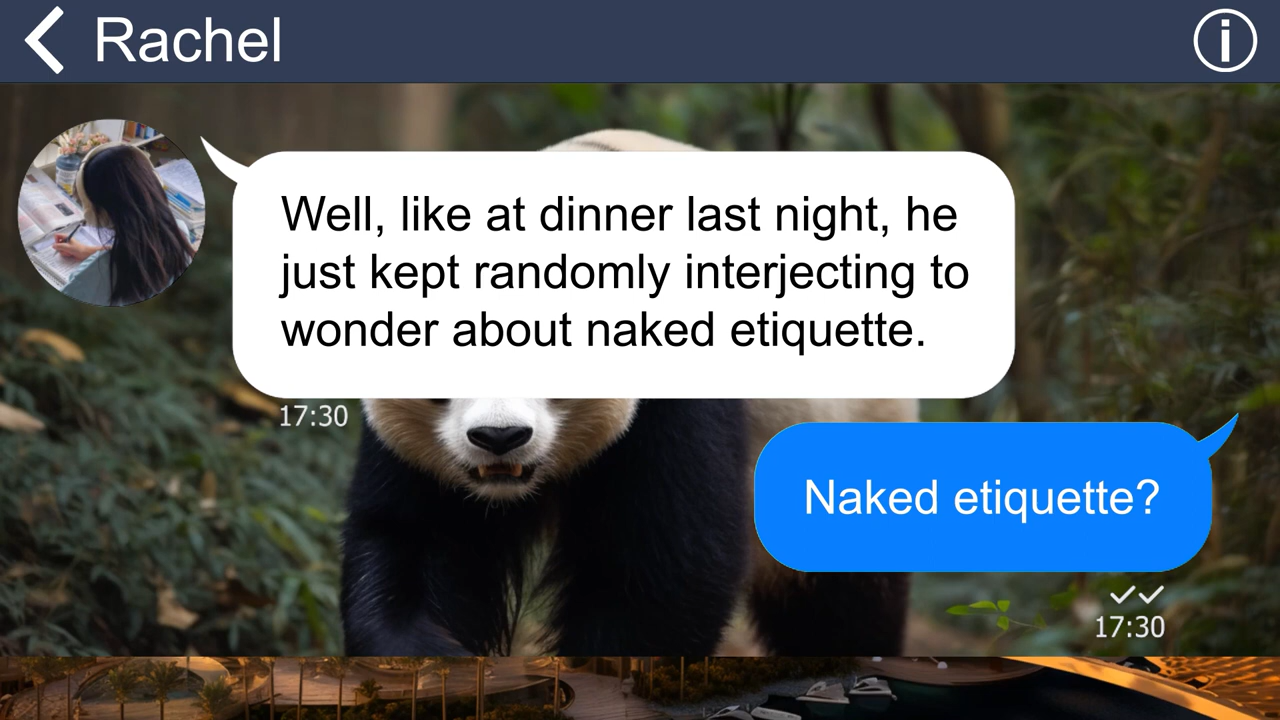 Rachel
Well, like at dinner last night, he
just kept randomly interjecting to
wonder about naked etiquette.
17:30
Naked etiquette?
17:30